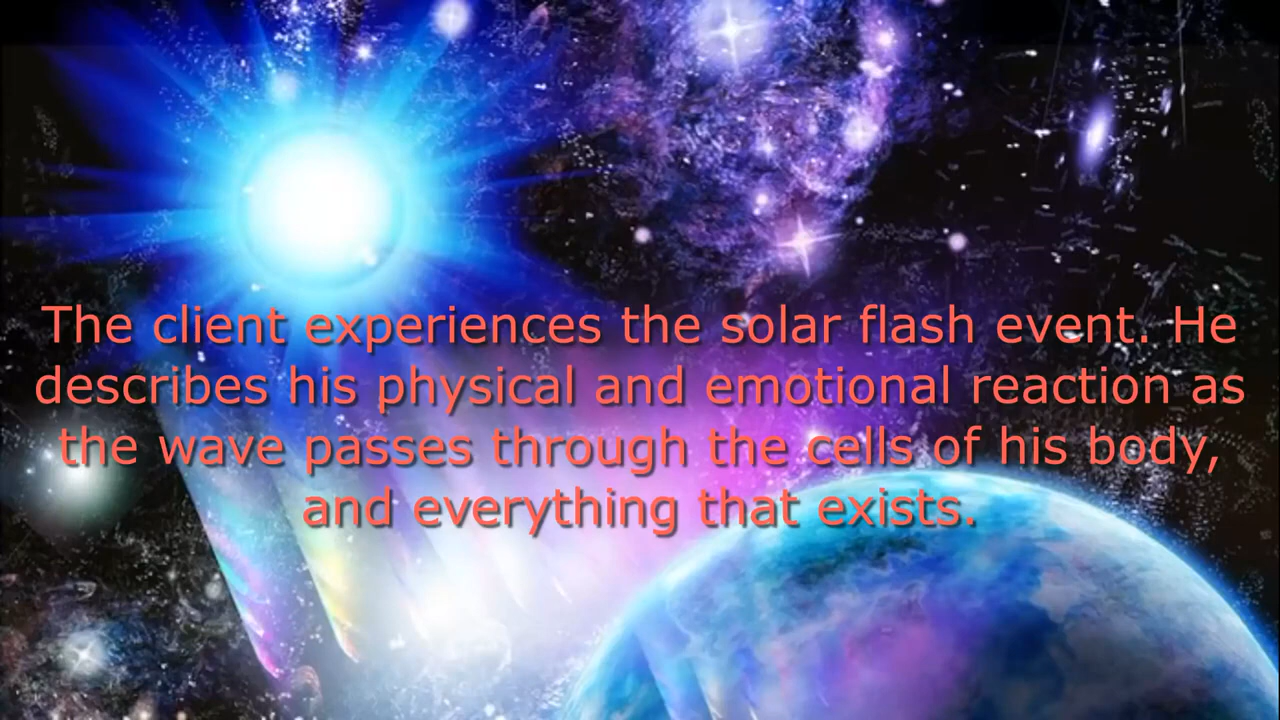 The client experiences the solar flash event. He
describes his physical and emotional reaction as
the wave passes through the cells of his body,
and everything that exists.